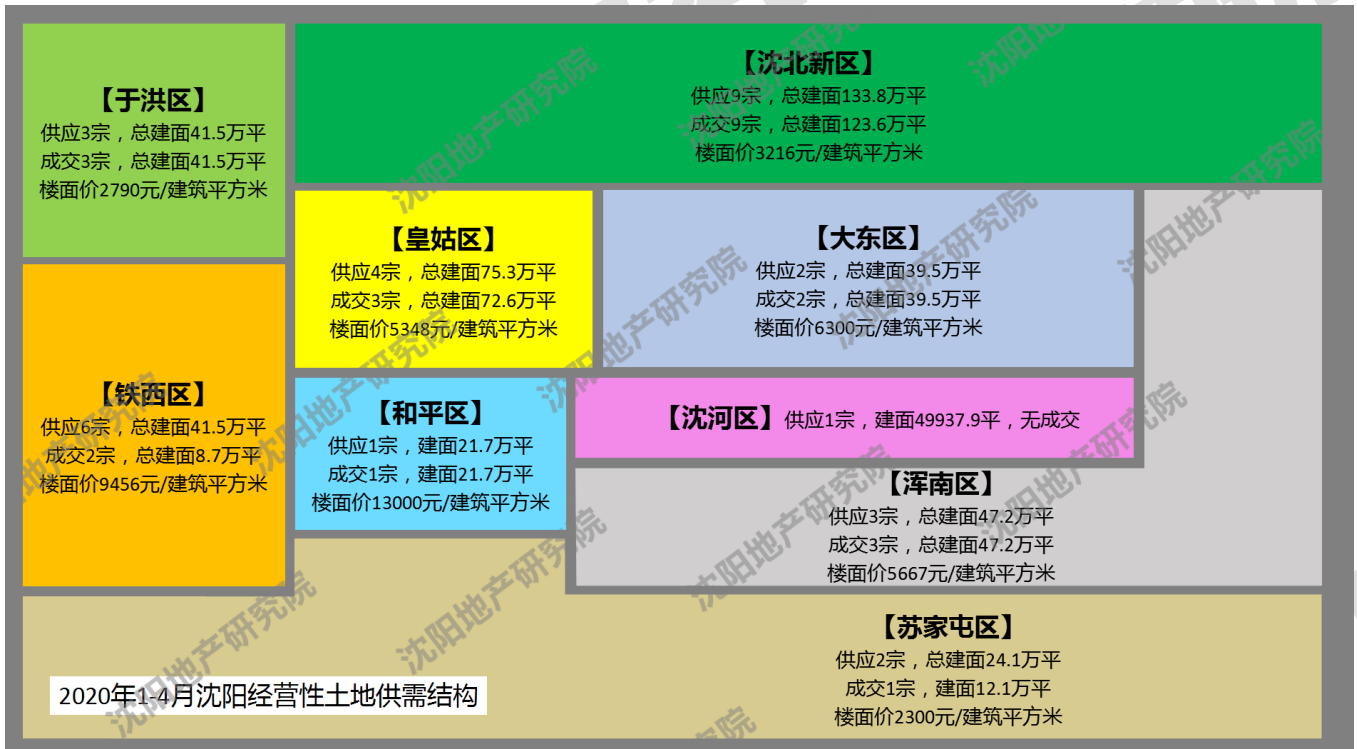 【于洪区】
供应3宗，总建面41.5万平
成交3宗，总建面41.5万平
楼面价2790元/建筑平方米
【沈北新区】
供应9宗，总建面133.8万平
成交9宗，总建面123.6万平
楼面价3216元/建筑平方米
【皇姑区】
供应4宗，总建面75.3万平
成交3宗，总建面72.6万平
楼面价5348元/建筑平方米
【大东区】
供应2宗，总建面39.5万平
成交2宗，总建面39.5万平
楼面价6300元/建筑平方米
【铁西区】
供应6宗，总建面41.5万平
成交2宗，总建面8.7万平
楼面价9456元/建筑平方米
【和平区】
供应1宗，建面21.7万平
成交1宗，建面21.7万平
楼面价13000元/建筑平方米
【沈河区】供应1宗，建面49937.9平，无成交
【浑南区】
供应3宗，总建面47.2万平
成交3宗，总建面47.2万平
楼面价5667元/建筑平方米
【苏家屯区】
供应2宗，总建面24.1万平
成交1宗，建面12.1万平
楼面价2300元/建筑平方米
2020年1-4月沈阳经营性土地供需结构
沈阳地产研究院